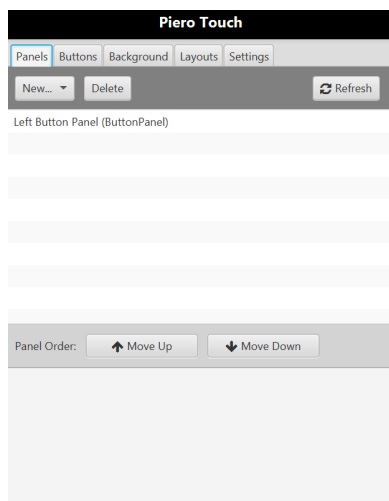 Piero Touch
Panels Buttons Background Layouts Settings
New... Delete Refresh
Left Button Panel (ButtonPanel)
Panel Order: Move Up Move Down